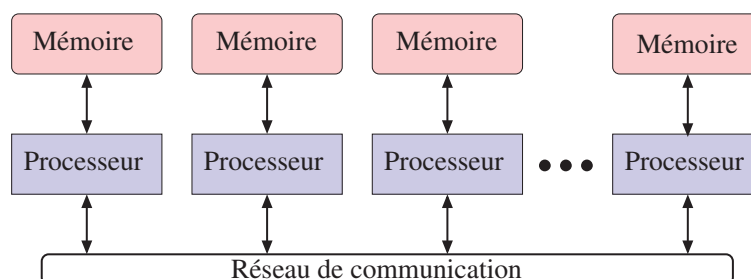 Mémoire Mémoire Mémoire Mémoire
Processeur Processeur Processeur Processeur
Réseau de communication